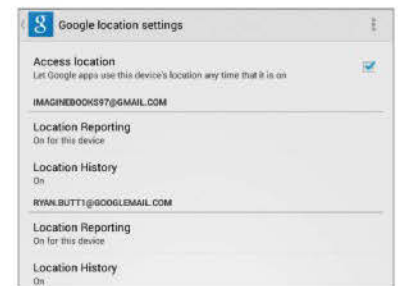 Google location settings
Access location
Let Google apps use this device's location any time that it is on
IMAGINEBOOKS97@GMAIL.COM
Location Reporting
On for this device
Location History
On
RYAN.BUTT1@GOOGLEMAIL.COM
Location Reporting
On for this device
Location History
On